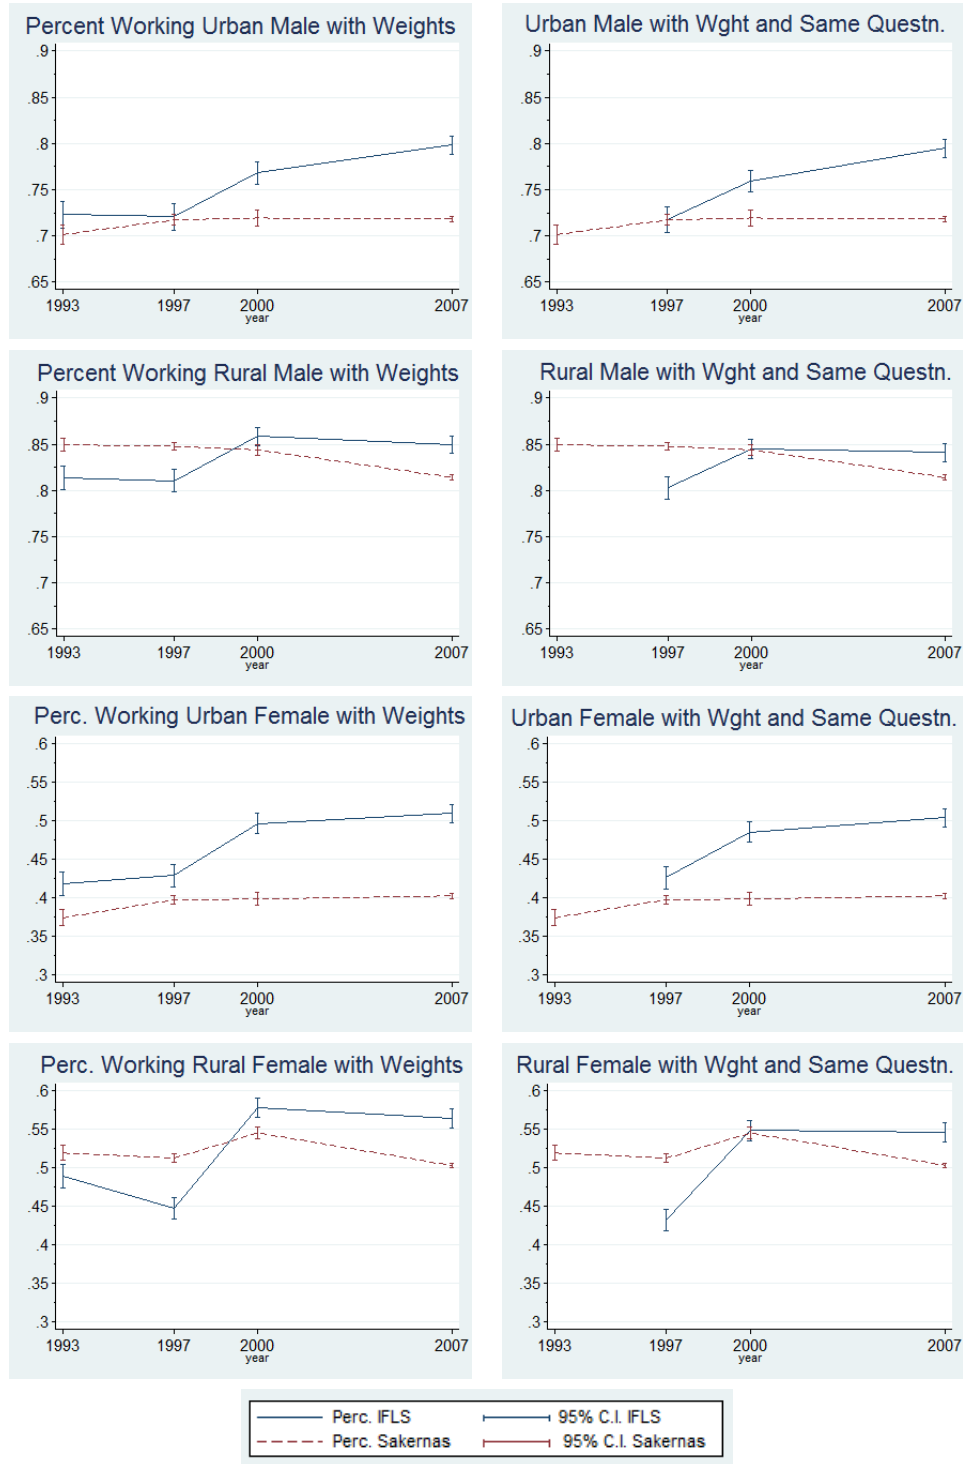 Percent Working Urban Male with Weights
.9
.85
.8
.75
.7
.65
1993 1997 2000 2007
year
Urban Male with Wght and Same Questn.
.9
.85
.8
.75
.7
.65
1993 1997 2000 2007
year
Percent Working Rural Male with Weights
.9
.85
.8
.75
.7
.65
1993 1997 2000 2007
year
Rural Male with Wght and Same Questn.
.9
.85
.8
.75
.7
.65
1993 1997 2000 2007
year
Perc. Working Urban Female with Weights
.6
.55
.5
.45
.4
.35
.3
1993 1997 2000 2007
year
Urban Female with Wght and Same Questn.
.6
.55
.5
.45
.4
.35
.3
1993 1997 2000 2007
year
Perc. Working Rural Female with Weights
.6
.55
.5
.45
.4
.35
.3
1993 1997 2000 2007
year
Rural Female with Wght and Same Questn.
.6
.55
.5
.45
.4
.35
.3
1993 1997 2000 2007
year
Perc. IFLS 95% C.I. IFLS
Perc. Sakernas 95% C.I. Sakernas